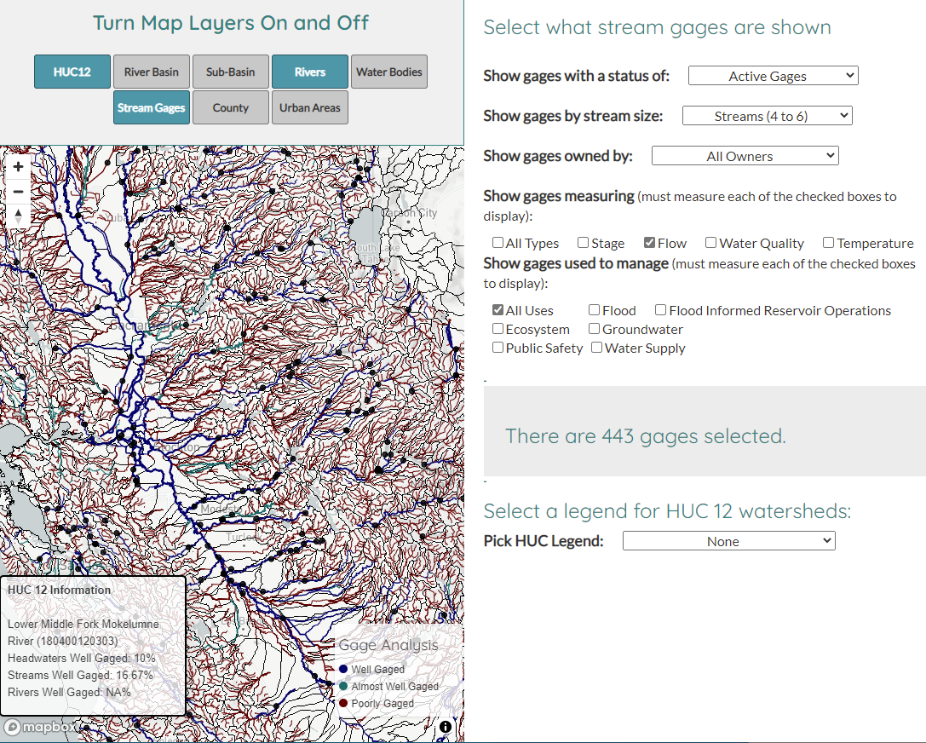 Turn Map Layers On and Off
HUC12 River Basin Sub-Basin Rivers Water Bodies
Stream Gages County Urban Areas
Carson City
South Lake
Modesto
Turlock
HUC 12 Information
Lower Middle Fork Mokelumne
River (180400120303)
Headwaters Well Gaged: 10%
Streams Well Gaged: 16.67%
Rivers Well Gaged: NA%
mapbox
Gage Analysis
Well Gaged
Almost Well Gaged
Poorly Gaged
Select what stream gages are shown
Show gages with a status of: Active Gages
Show gages by stream size: Streams (4 to 6)
Show gages owned by: All Owners
Show gages measuring (must measure each of the checked boxes to
display):
All Types Stage Flow Water Quality Temperature
Show gages used to manage (must measure each of the checked boxes
to display):
All Uses Flood Flood Informed Reservoir Operations
Ecosystem Groundwater
Public Safety Water Supply
There are 443 gages selected.
Select a legend for HUC 12 watersheds:
Pick HUC Legend: None